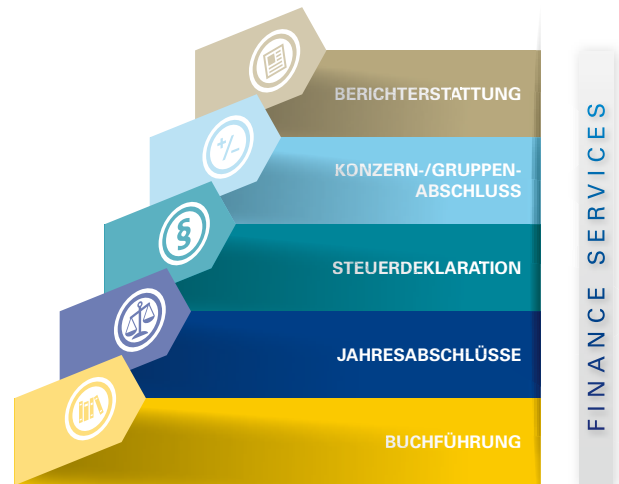 BERICHTERSTATTUNG
+/−
KONZERN-/GRUPPEN-
ABSCHLUSS
§
STEUERDEKLARATION
JAHRESABSCHLÜSSE
BUCHFÜHRUNG
FINANCE SERVICES